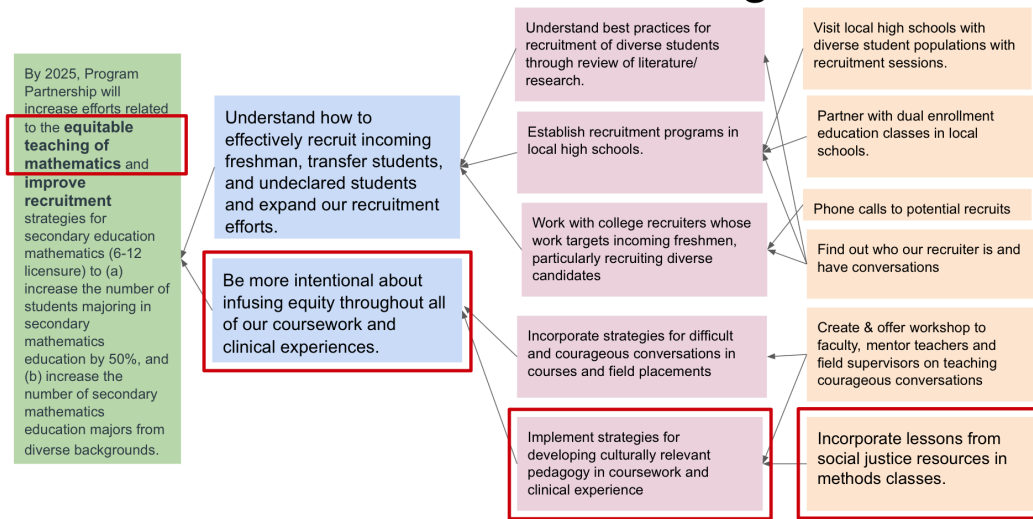 By 2025, Program
Partnership will
increase efforts related
to the equitable
teaching of
mathematics and
improve
recruitment
strategies for
secondary education
mathematics (6-12
licensure) to (a)
increase the number of
students majoring in
secondary
mathematics
education by 50%, and
(b) increase the
number of secondary
mathematics
education majors from
diverse backgrounds.
Understand how to
effectively recruit incoming
freshman, transfer students,
and undeclared students
and expand our recruitment
efforts.
Be more intentional about
infusing equity throughout all
of our coursework and
clinical experiences.
Understand best practices for
recruitment of diverse students
through review of literature/
research.
Establish recruitment programs in
local high schools.
Work with college recruiters whose
work targets incoming freshmen,
particularly recruiting diverse
candidates
Incorporate strategies for difficult
and courageous conversations in
courses and field placements
Implement strategies for
developing culturally relevant
pedagogy in coursework and
clinical experience
Visit local high schools with
diverse student populations with
recruitment sessions.
Partner with dual enrollment
education classes in local
schools.
Phone calls to potential recruits
Find out who our recruiter is and
have conversations
Create & offer workshop to
faculty, mentor teachers and
field supervisors on teaching
courageous conversations
Incorporate lessons from
social justice resources in
methods classes.